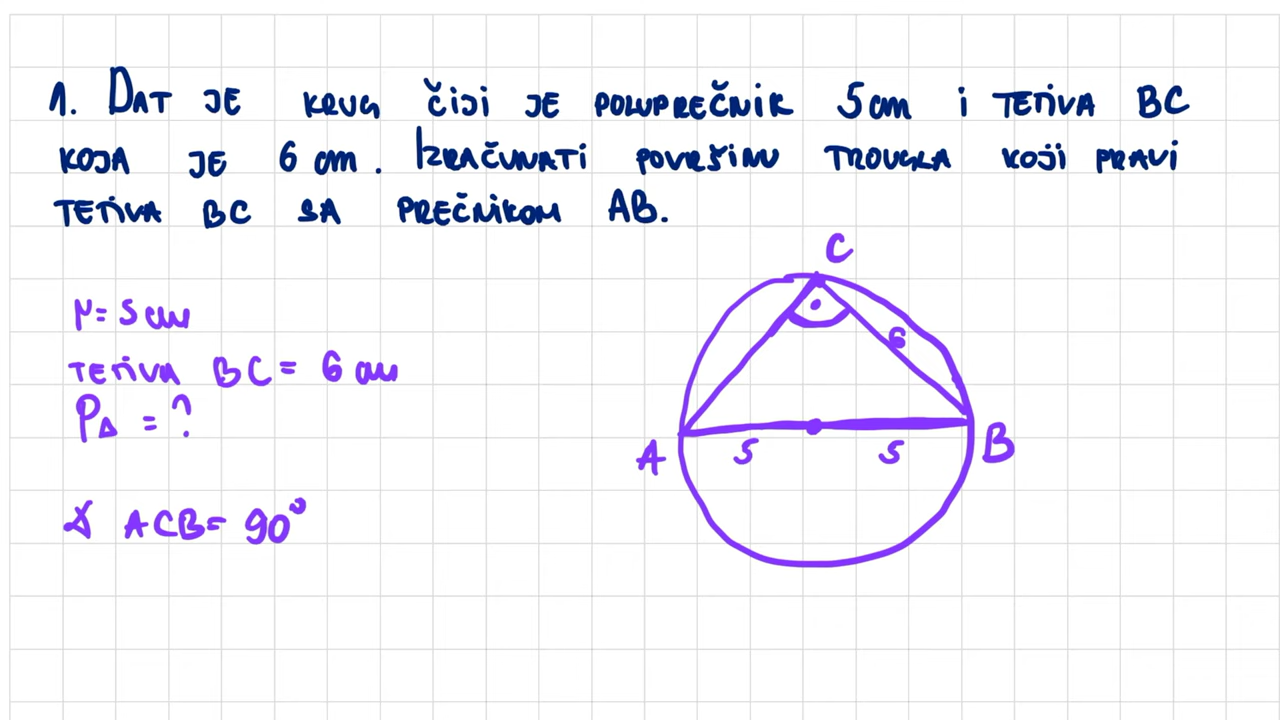 1. DAT JE KRUG ČIJI JE POLUPREČNIK 5cm I TETIVA BC
KOJA JE 6 cm. IZRAČUNATI POVRŠINU TROUGLA KOJI PRAVI
TETIVA BC SA PREČNIKOM AB.
r = 5 cm
TETIVA BC = 6 cm
P△ = ?
∢ ACB = 90°
C
6
A
5
5
B